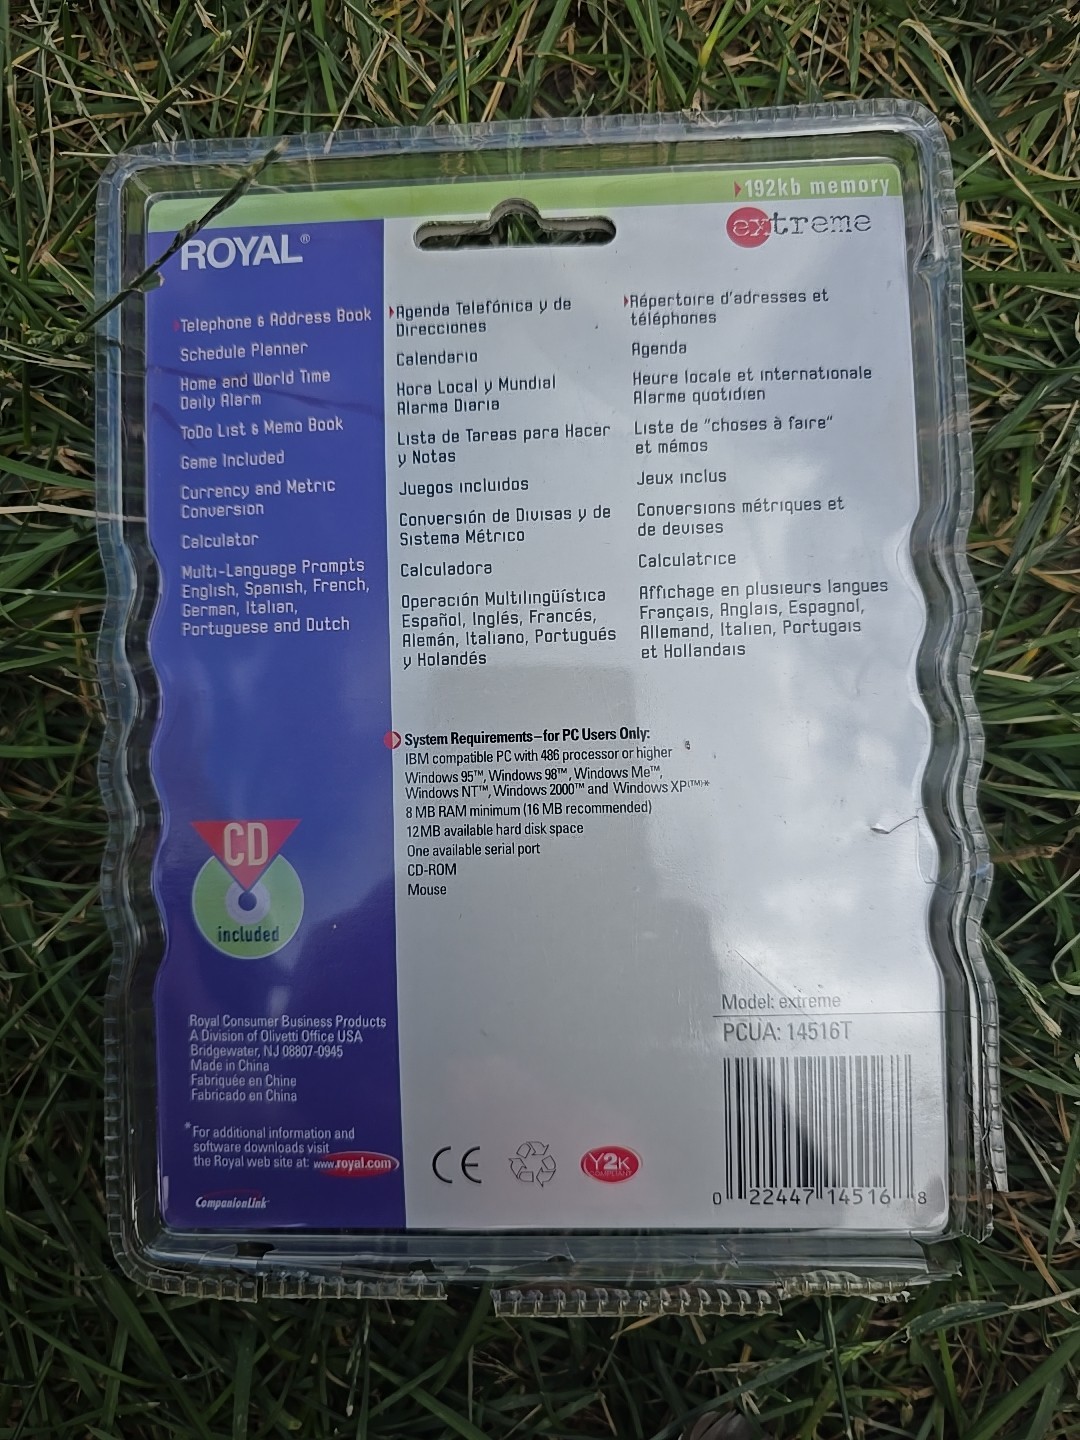 192kb memory
extreme
ROYAL®
Telephone & Address Book
Schedule Planner
Home and World Time
Daily Alarm
ToDo List & Memo Book
Game Included
Currency and Metric
Conversion
Calculator
Multi-Language Prompts
English, Spanish, French,
German, Italian,
Portuguese and Dutch
Agenda Telefónica y de
Direcciones
Calendario
Hora Local y Mundial
Alarma Diaria
Lista de Tareas para Hacer
y Notas
Juegos incluidos
Conversión de Divisas y de
Sistema Métrico
Calculadora
Operación Multilingüística
Español, Inglés, Francés,
Alemán, Italiano, Portugués
y Holandés
Répertoire d'adresses et
téléphones
Agenda
Heure locale et internationale
Alarme quotidien
Liste de "choses à faire"
et mémos
Jeux inclus
Conversions métriques et
de devises
Calculatrice
Affichage en plusieurs langues
Français, Anglais, Espagnol,
Allemand, Italien, Portugais
et Hollandais
System Requirements–for PC Users Only:
IBM compatible PC with 486 processor or higher
Windows 95™, Windows 98™, Windows Me™,
Windows NT™, Windows 2000™ and Windows XP(TM)*
8 MB RAM minimum (16 MB recommended)
12MB available hard disk space
One available serial port
CD-ROM
Mouse
CD
included
Royal Consumer Business Products
A Division of Olivetti Office USA
Bridgewater, NJ 08807-0945
Made in China
Fabriquée en Chine
Fabricado en China
*For additional information and
software downloads visit
the Royal web site at: www.royal.com
CompanionLink
CE
Y2K
COMPLIANT
Model: extreme
PCUA: 14516T
0 22447 14516 8